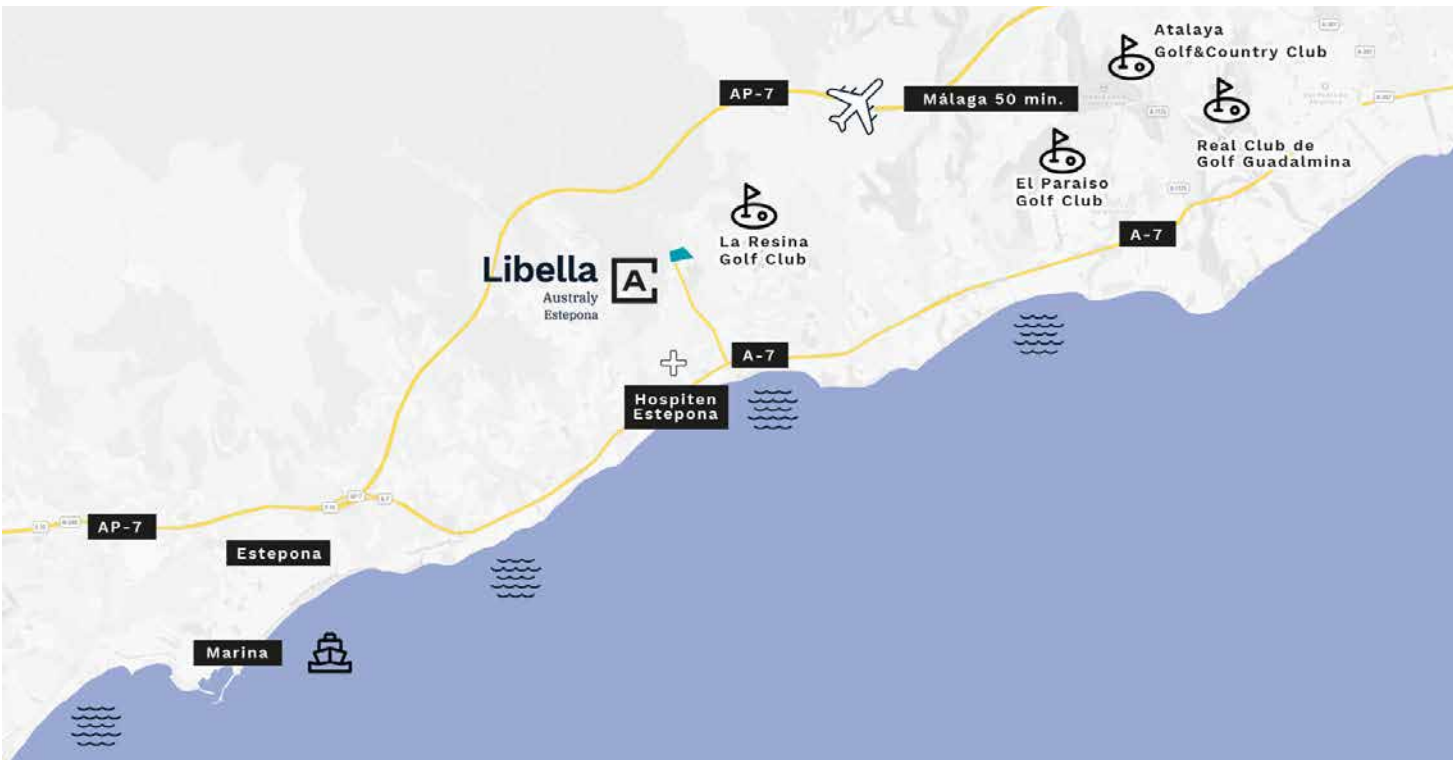 Atalaya
Golf&Country Club
AP-7
Málaga 50 min.
Real Club de
Golf Guadalmina
El Paraiso
Golf Club
La Resina
Golf Club
A-7
Libella
A
Australy
Estepona
A-7
Hospiten
Estepona
AP-7
Estepona
Marina